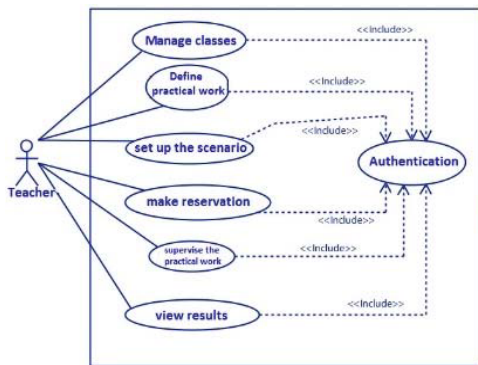 Manage classes
<<Include>>
Define
practical work
<<Include>>
set up the scenario
<<Include>>
Authentication
Teacher
make reservation
<<Include>>
supervise the
practical work
<<Include>>
view results
<<Include>>